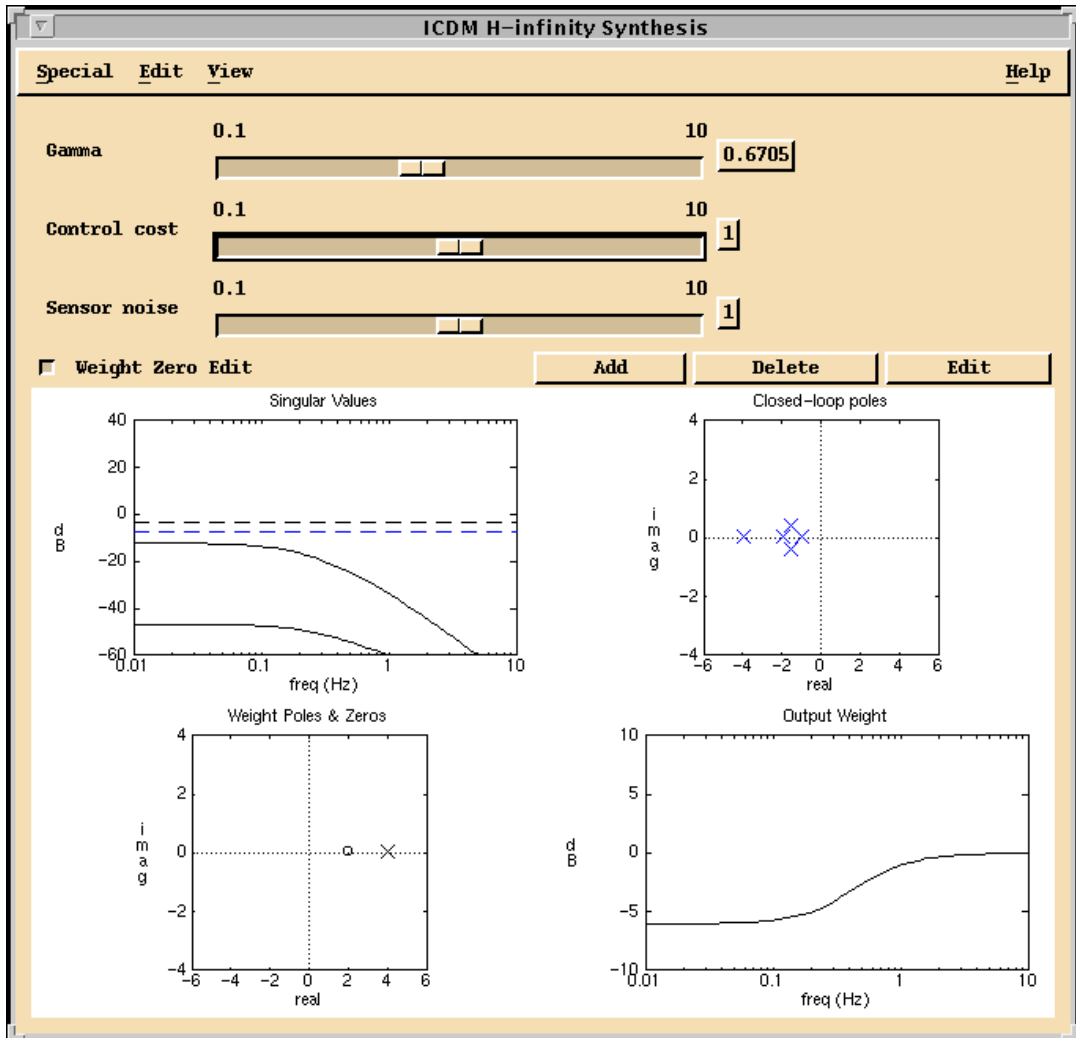 ICDM H-infinity Synthesis
Special Edit View Help
0.1 10
Gamma 0.6705
0.1 10
Control cost 1
0.1 10
Sensor noise 1
Weight Zero Edit Add Delete Edit
Singular Values
40
20
0
-20
-40
-60
dB
0.01 0.1 1 10
freq (Hz)
Closed-loop poles
4
2
0
-2
-4
imag
-6 -4 -2 0 2 4 6
real
Weight Poles & Zeros
4
2
0
-2
-4
imag
-6 -4 -2 0 2 4 6
real
Output Weight
10
5
0
-5
-10
dB
0.01 0.1 1 10
freq (Hz)